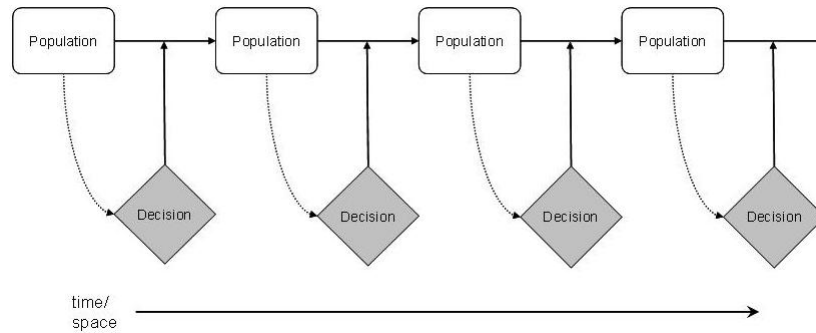 Population
Population
Population
Population
Decision
Decision
Decision
Decision
time/
space